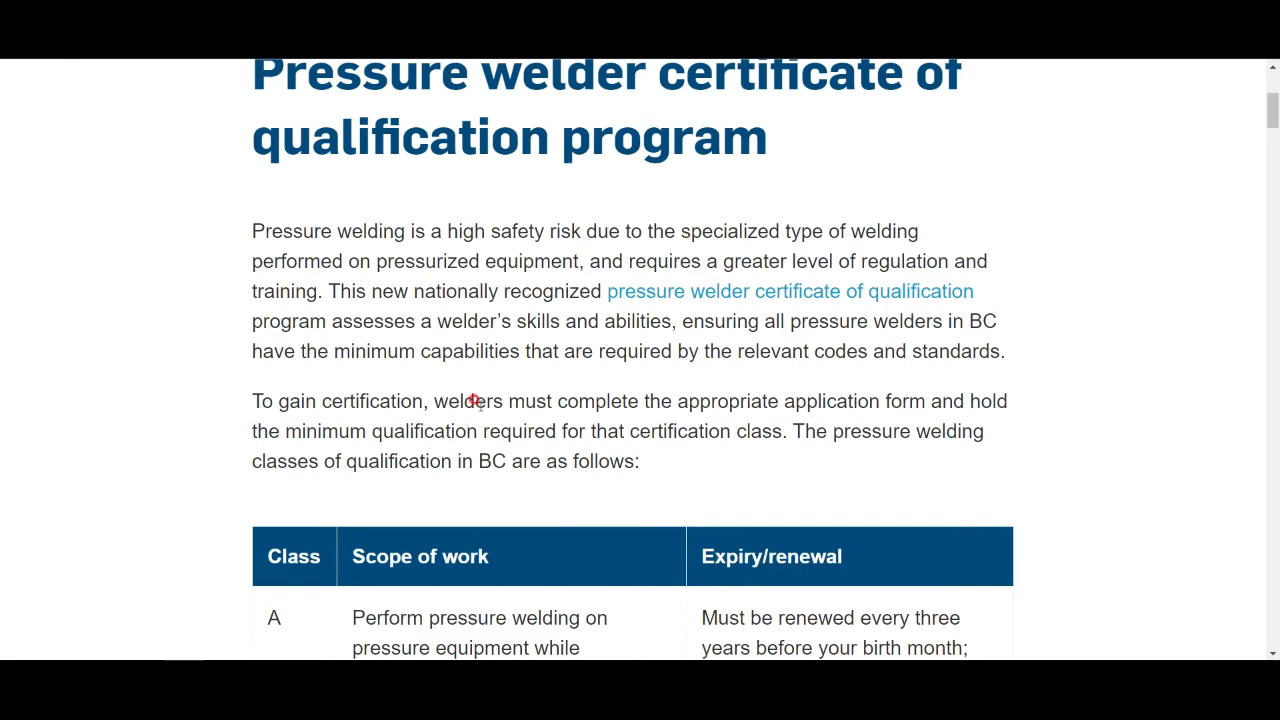 Pressure welder certificate of
qualification program
Pressure welding is a high safety risk due to the specialized type of welding
performed on pressurized equipment, and requires a greater level of regulation and
training. This new nationally recognized pressure welder certificate of qualification
program assesses a welder’s skills and abilities, ensuring all pressure welders in BC
have the minimum capabilities that are required by the relevant codes and standards.
To gain certification, welders must complete the appropriate application form and hold
the minimum qualification required for that certification class. The pressure welding
classes of qualification in BC are as follows:
Class Scope of work Expiry/renewal
A Perform pressure welding on Must be renewed every three
pressure equipment while years before your birth month;